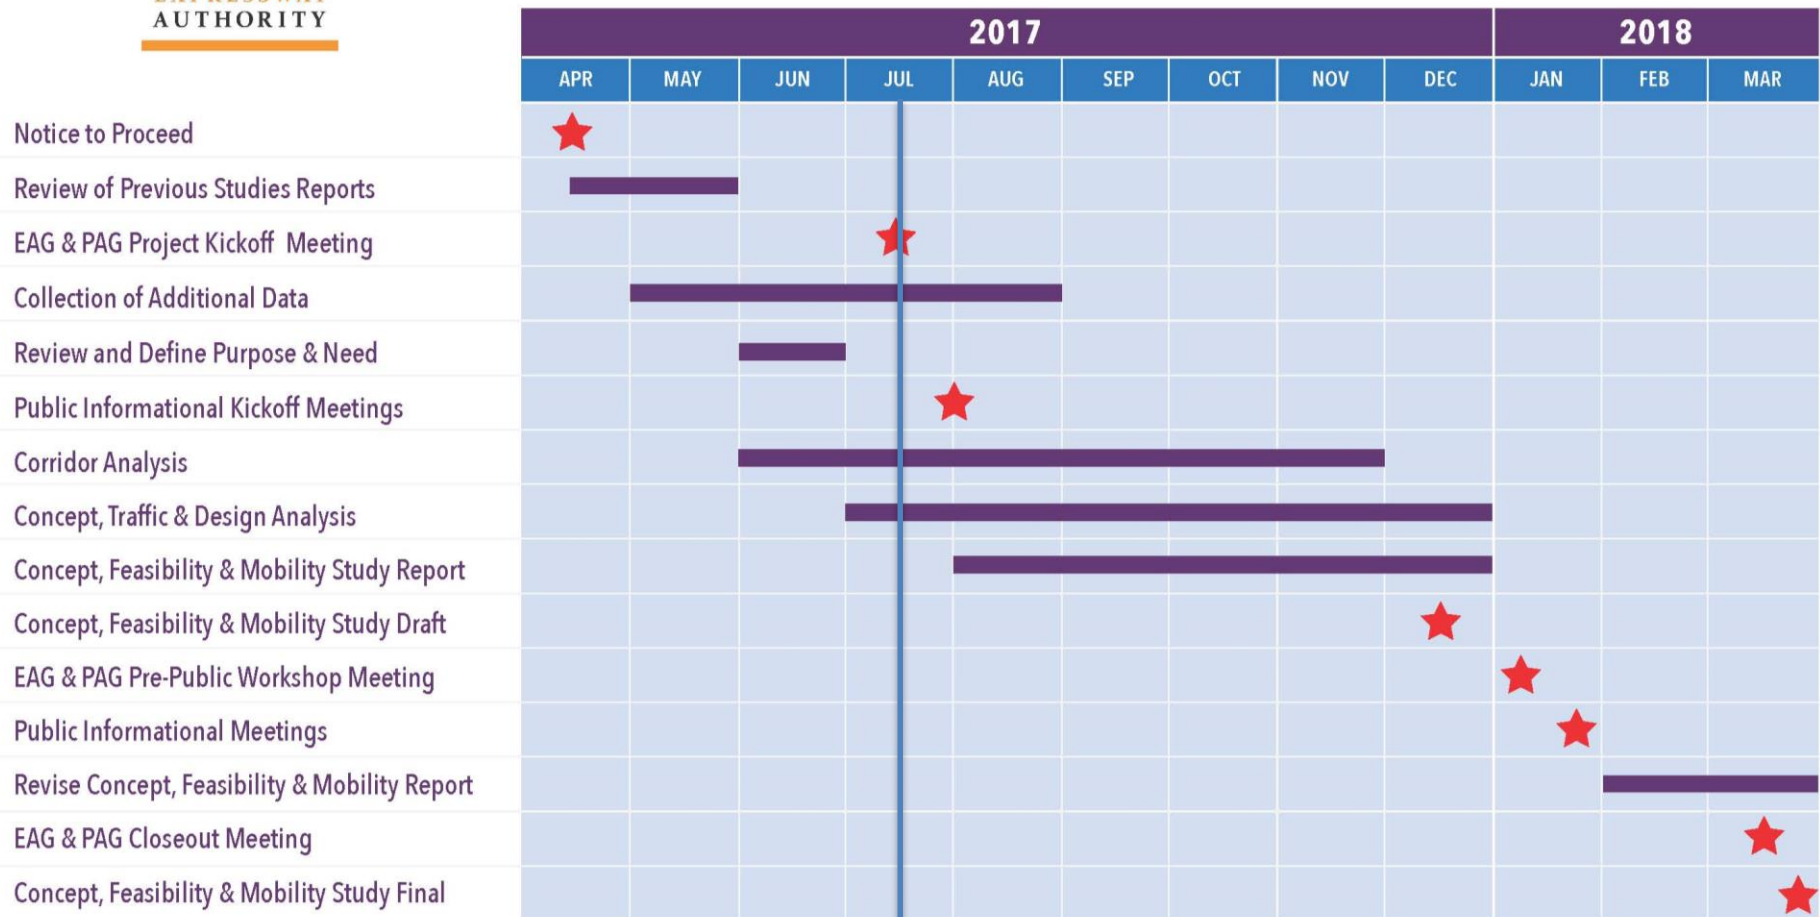 AUTHORITY
2017 2018
APR MAY JUN JUL AUG SEP OCT NOV DEC JAN FEB MAR
Notice to Proceed
Review of Previous Studies Reports
EAG & PAG Project Kickoff Meeting
Collection of Additional Data
Review and Define Purpose & Need
Public Informational Kickoff Meetings
Corridor Analysis
Concept, Traffic & Design Analysis
Concept, Feasibility & Mobility Study Report
Concept, Feasibility & Mobility Study Draft
EAG & PAG Pre-Public Workshop Meeting
Public Informational Meetings
Revise Concept, Feasibility & Mobility Report
EAG & PAG Closeout Meeting
Concept, Feasibility & Mobility Study Final